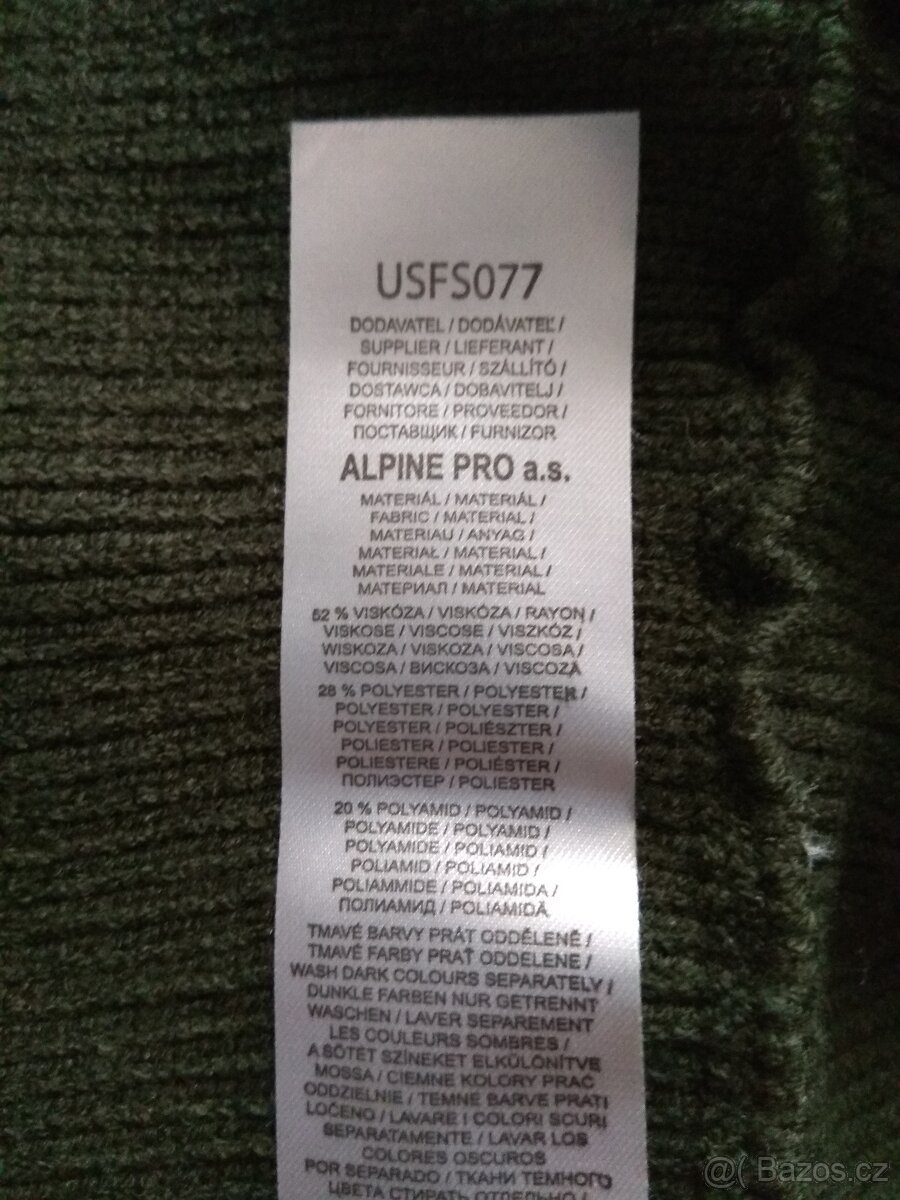 USFS077
DODAVATEL / DODÁVATEĽ /
SUPPLIER / LIEFERANT /
FOURNISSEUR / SZÁLLÍTÓ /
DOSTAWCA / DOBAVITELJ /
FORNITORE / PROVEEDOR /
ПОСТАВЩИК / FURNIZOR
ALPINE PRO a.s.
MATERIÁL / MATERIÁL /
FABRIC / MATERIAL /
MATERIAU / ANYAG /
MATERIAŁ / MATERIAL /
MATERIALE / MATERIAL /
МАТЕРИАЛ / MATERIAL
52 % VISKÓZA / VISKÓZA / RAYON /
VISKOSE / VISCOSE / VISZKÓZ /
WISKOZA / VISKOZA / VISCOSA /
VISCOSA / ВИСКОЗА / VISCOZĂ
28 % POLYESTER / POLYESTER /
POLYESTER / POLYESTER /
POLYESTER / POLIÉSZTER /
POLIESTER / POLIESTER /
POLIESTERE / POLIÉSTER /
ПОЛИЭСТЕР / POLIESTER
20 % POLYAMID / POLYAMID /
POLYAMIDE / POLYAMID /
POLYAMIDE / POLIAMID /
POLIAMID / POLIAMID /
POLIAMMIDE / POLIAMIDA /
ПОЛИАМИД / POLIAMIDĂ
TMAVÉ BARVY PRÁT ODDĚLENĚ /
TMAVÉ FARBY PRAŤ ODDELENE /
WASH DARK COLOURS SEPARATELY /
DUNKLE FARBEN NUR GETRENNT
WASCHEN / LAVER SEPAREMENT
LES COULEURS SOMBRES /
A SÖTÉT SZÍNEKET ELKÜLÖNÍTVE
MOSSA / CIEMNE KOLORY PRAĆ
ODDZIELNIE / TEMNE BARVE PRATI
LOČENO / LAVARE I COLORI SCURI
SEPARATAMENTE / LAVAR LOS
COLORES OSCUROS
POR SEPARADO / ТКАНИ ТЕМНОГО
ЦВЕТА СТИРАТЬ ОТДЕЛЬНО /
@( Bazos.cz